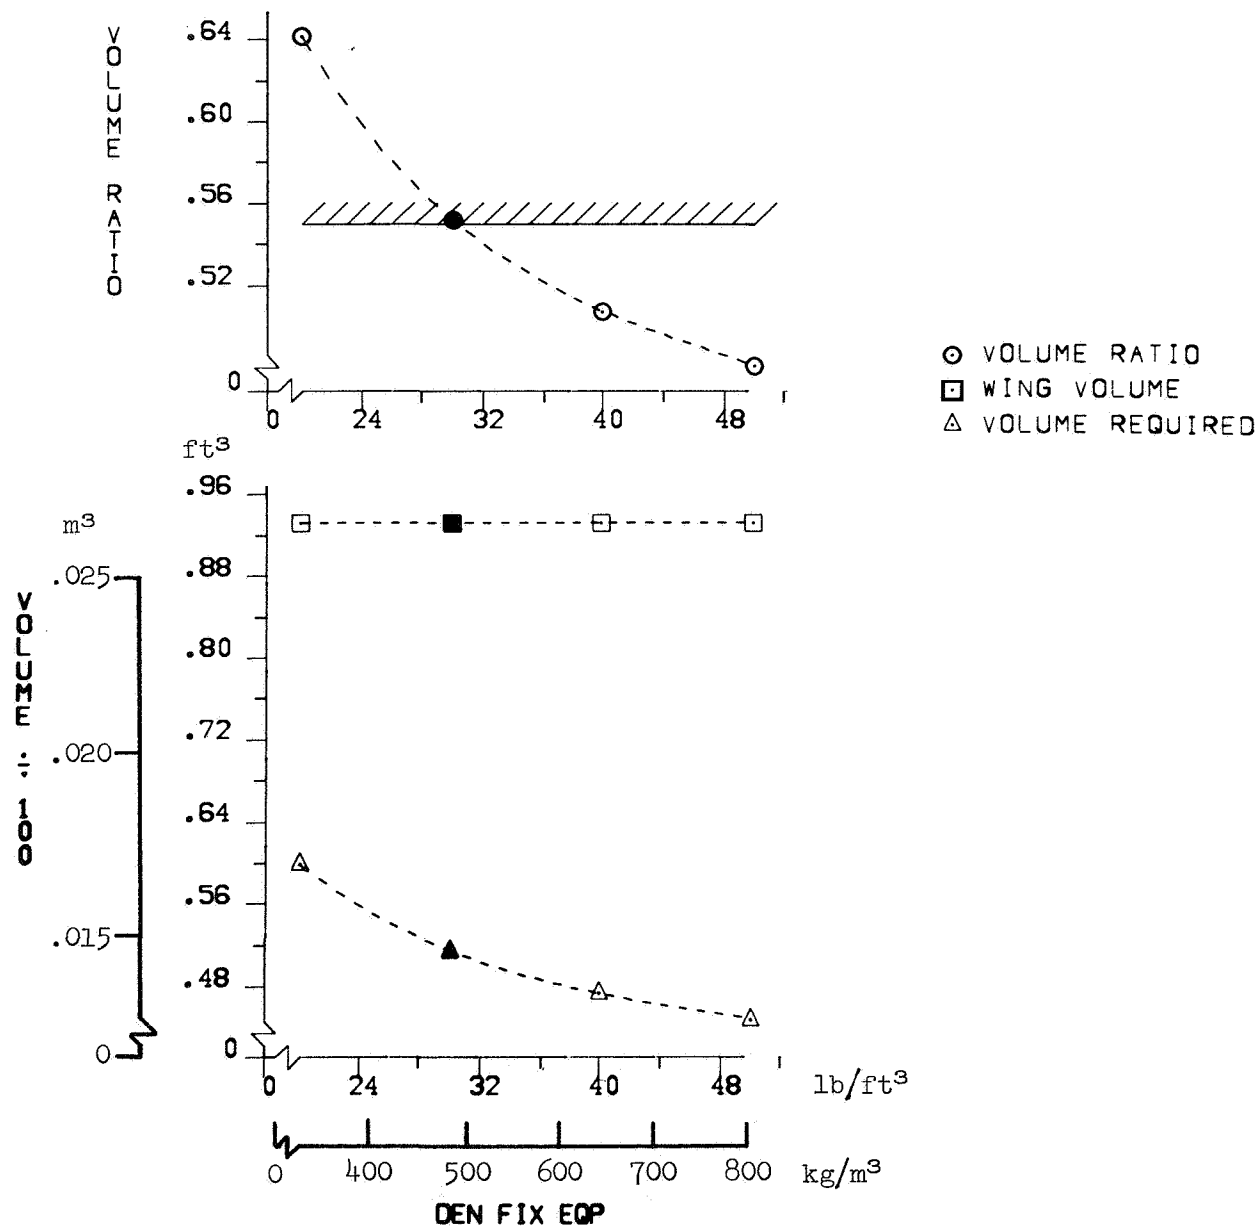 VOLUME RATIO
.64
.60
.56
.52
0
0 24 32 40 48
⊙ VOLUME RATIO
⊡ WING VOLUME
△ VOLUME REQUIRED
ft³
m³
VOLUME ÷ 100
.025
.020
.015
0
.96
.88
.80
.72
.64
.56
.48
0
0 24 32 40 48 lb/ft³
0 400 500 600 700 800 kg/m³
DEN FIX EQP